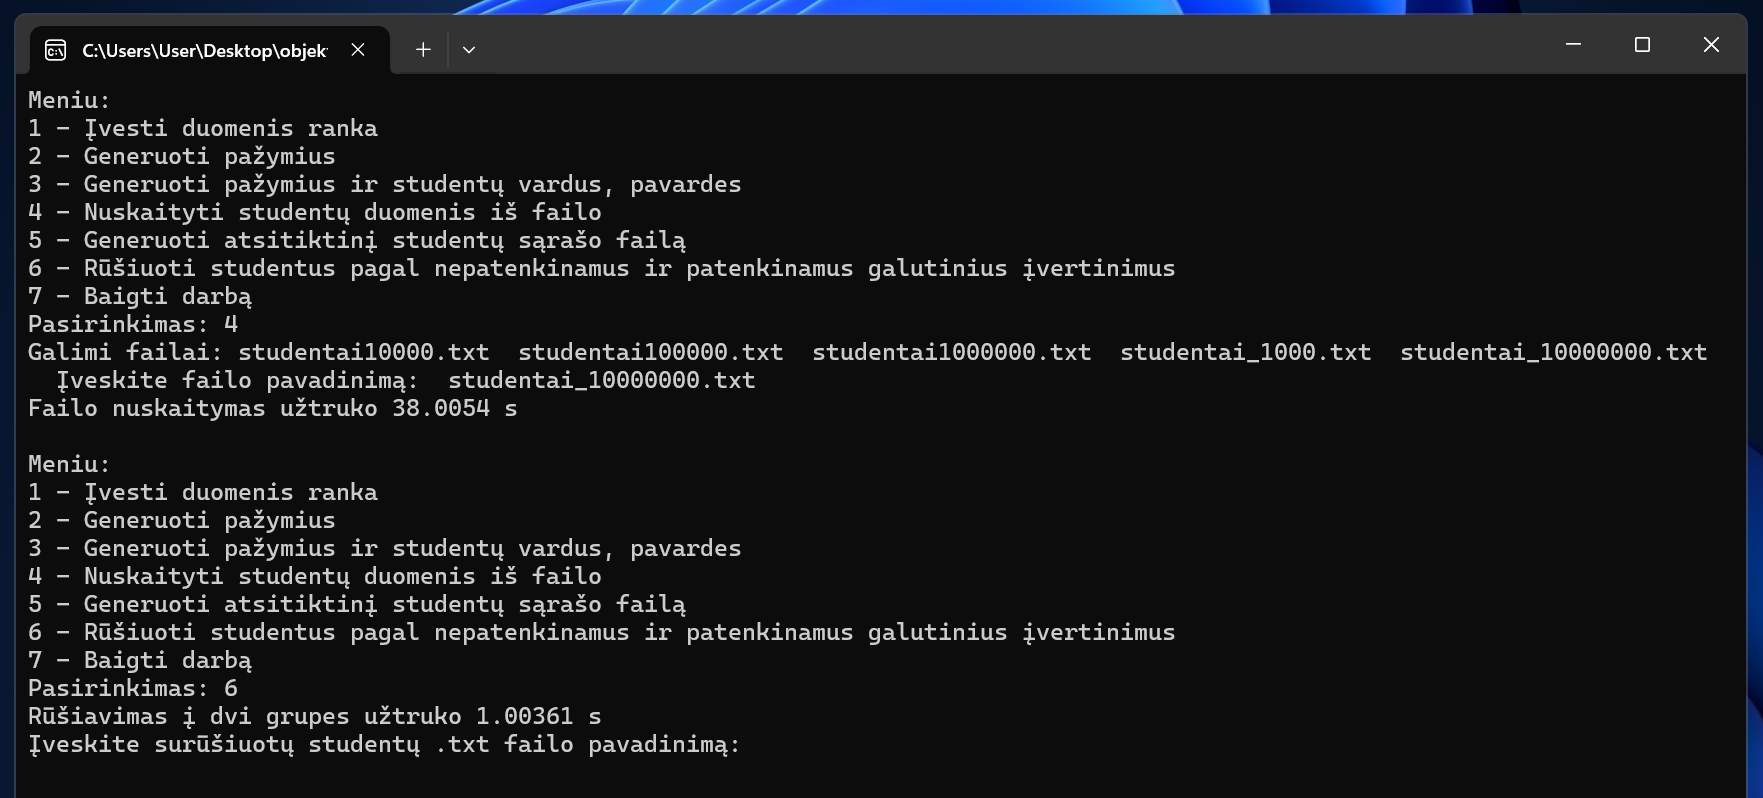 C:\Users\User\Desktop\objek
Meniu:
1 - Įvesti duomenis ranka
2 - Generuoti pažymius
3 - Generuoti pažymius ir studentų vardus, pavardes
4 - Nuskaityti studentų duomenis iš failo
5 - Generuoti atsitiktinį studentų sąrašo failą
6 - Rūšiuoti studentus pagal nepatenkinamus ir patenkinamus galutinius įvertinimus
7 - Baigti darbą
Pasirinkimas: 4
Galimi failai: studentai10000.txt  studentai100000.txt  studentai1000000.txt  studentai_1000.txt  studentai_10000000.txt
  Įveskite failo pavadinimą:  studentai_10000000.txt
Failo nuskaitymas užtruko 38.0054 s
Meniu:
1 - Įvesti duomenis ranka
2 - Generuoti pažymius
3 - Generuoti pažymius ir studentų vardus, pavardes
4 - Nuskaityti studentų duomenis iš failo
5 - Generuoti atsitiktinį studentų sąrašo failą
6 - Rūšiuoti studentus pagal nepatenkinamus ir patenkinamus galutinius įvertinimus
7 - Baigti darbą
Pasirinkimas: 6
Rūšiavimas į dvi grupes užtruko 1.00361 s
Įveskite surūšiuotų studentų .txt failo pavadinimą: